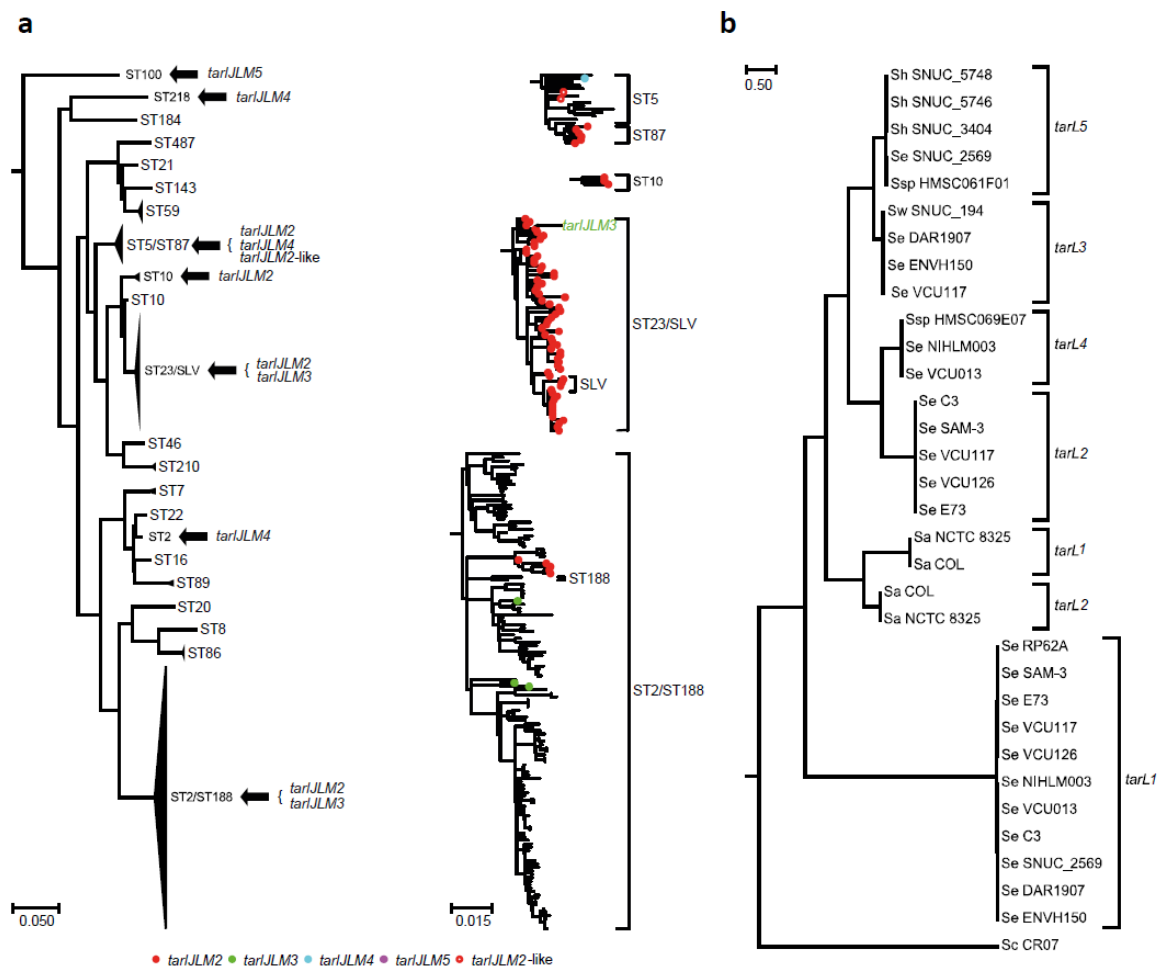 a
ST100 tarIJLM5
ST218 tarIJLM4
ST184
ST487
ST21
ST143
ST59
ST5/ST87 { tarIJLM2
tarIJLM4
tarIJLM2-like
ST10 tarIJLM2
ST10
ST23/SLV { tarIJLM2
tarIJLM3
ST46
ST210
ST7
ST22
ST2 tarIJLM4
ST16
ST89
ST20
ST8
ST86
ST2/ST188 { tarIJLM2
tarIJLM3
0.050
ST5
ST87
ST10
tarIJLM3
ST23/SLV
SLV
ST188
ST2/ST188
0.015
tarIJLM2 tarIJLM3 tarIJLM4 tarIJLM5 tarIJLM2-like
b
0.50
Sh SNUC_5748
Sh SNUC_5746
Sh SNUC_3404
Se SNUC_2569
Ssp HMSC061F01
tarL5
Sw SNUC_194
Se DAR1907
Se ENVH150
Se VCU117
tarL3
Ssp HMSC069E07
Se NIHLM003
Se VCU013
tarL4
Se C3
Se SAM-3
Se VCU117
Se VCU126
Se E73
tarL2
Sa NCTC 8325
Sa COL
tarL1
Sa COL
Sa NCTC 8325
tarL2
Se RP62A
Se SAM-3
Se E73
Se VCU117
Se VCU126
Se NIHLM003
Se VCU013
Se C3
Se SNUC_2569
Se DAR1907
Se ENVH150
tarL1
Sc CR07